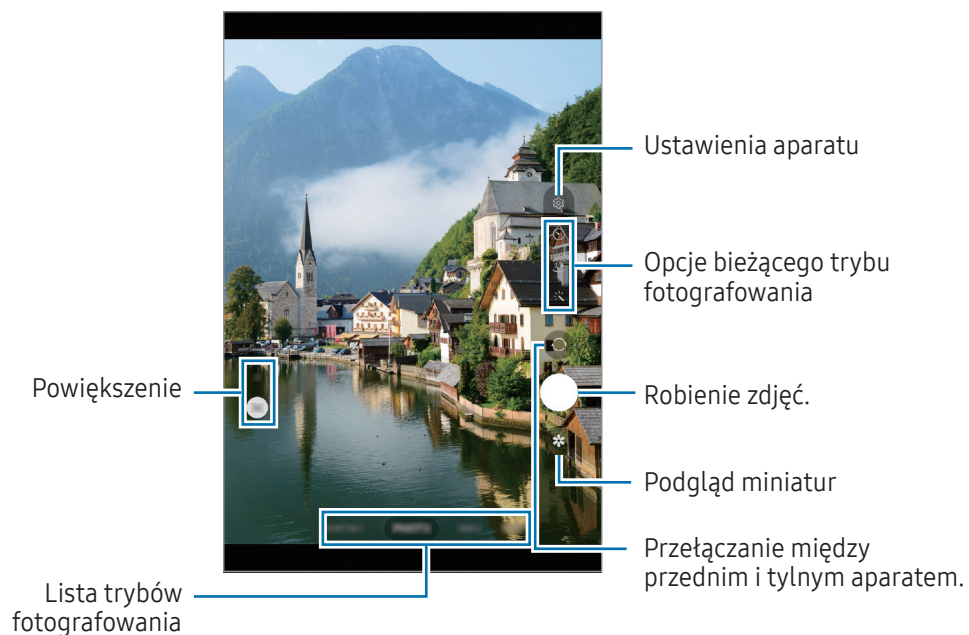 Ustawienia aparatu
Opcje bieżącego trybu
fotografowania
Powiększenie
Robienie zdjęć.
Podgląd miniatur
Przełączanie między
przednim i tylnym aparatem.
Lista trybów
fotografowania